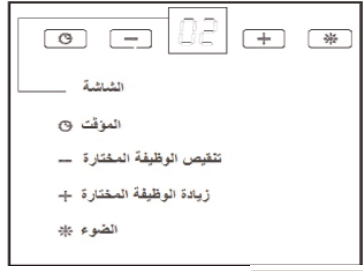 02
الشاشة
المؤقت
تنقيص الوظيفة المختارة −
زيادة الوظيفة المختارة +
الضوء